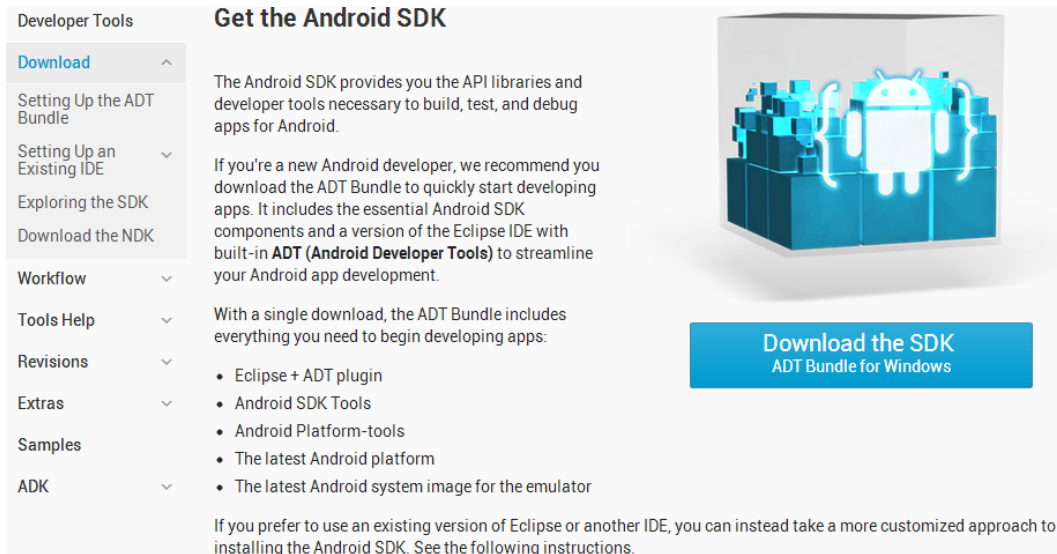 Developer Tools
Download
Setting Up the ADT
Bundle
Setting Up an
Existing IDE
Exploring the SDK
Download the NDK
Workflow
Tools Help
Revisions
Extras
Samples
ADK
Get the Android SDK
The Android SDK provides you the API libraries and
developer tools necessary to build, test, and debug
apps for Android.
If you're a new Android developer, we recommend you
download the ADT Bundle to quickly start developing
apps. It includes the essential Android SDK
components and a version of the Eclipse IDE with
built-in ADT (Android Developer Tools) to streamline
your Android app development.
With a single download, the ADT Bundle includes
everything you need to begin developing apps:
• Eclipse + ADT plugin
• Android SDK Tools
• Android Platform-tools
• The latest Android platform
• The latest Android system image for the emulator
If you prefer to use an existing version of Eclipse or another IDE, you can instead take a more customized approach to
installing the Android SDK. See the following instructions.
{ }
Download the SDK
ADT Bundle for Windows